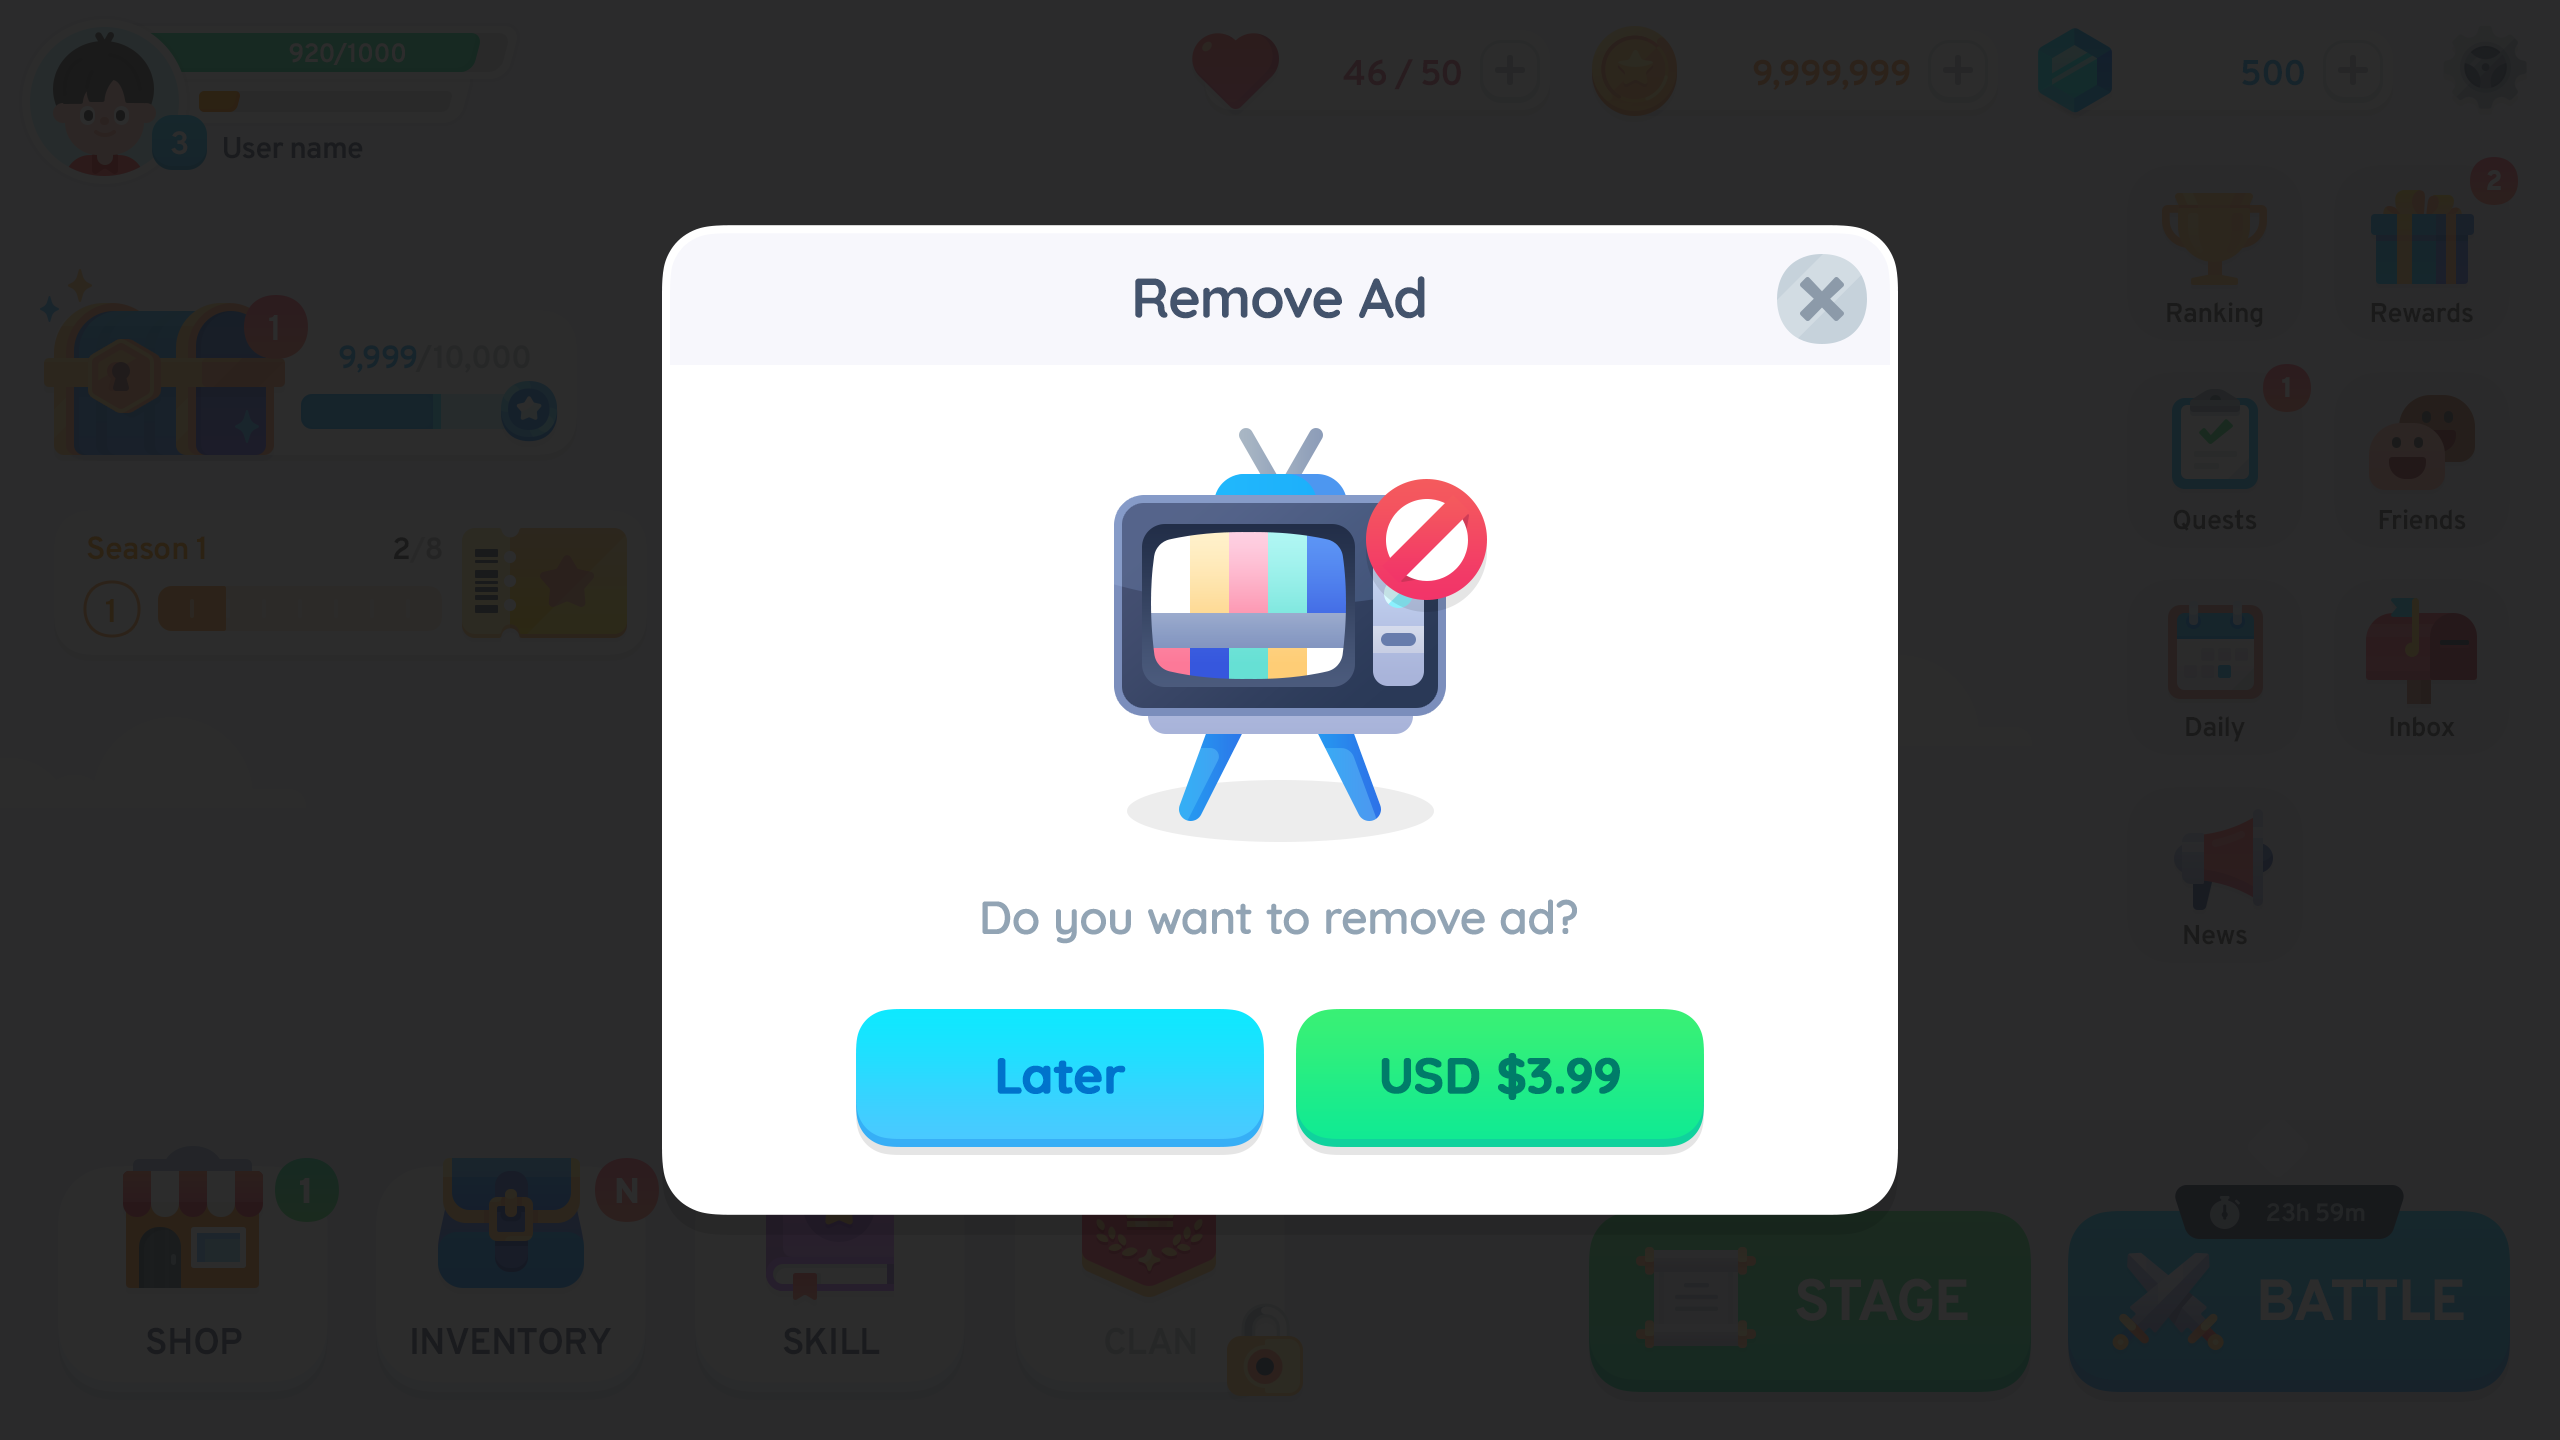 920/1000
3
User name
46 / 50
9,999,999
500
2
Ranking
Rewards
1
9,999/10,000
1
Quests
Friends
Season 1
2/8
1
1
Daily
Inbox
News
Remove Ad
Do you want to remove ad?
Later
USD $3.99
1
SHOP
N
INVENTORY
SKILL
CLAN
STAGE
23h 59m
BATTLE